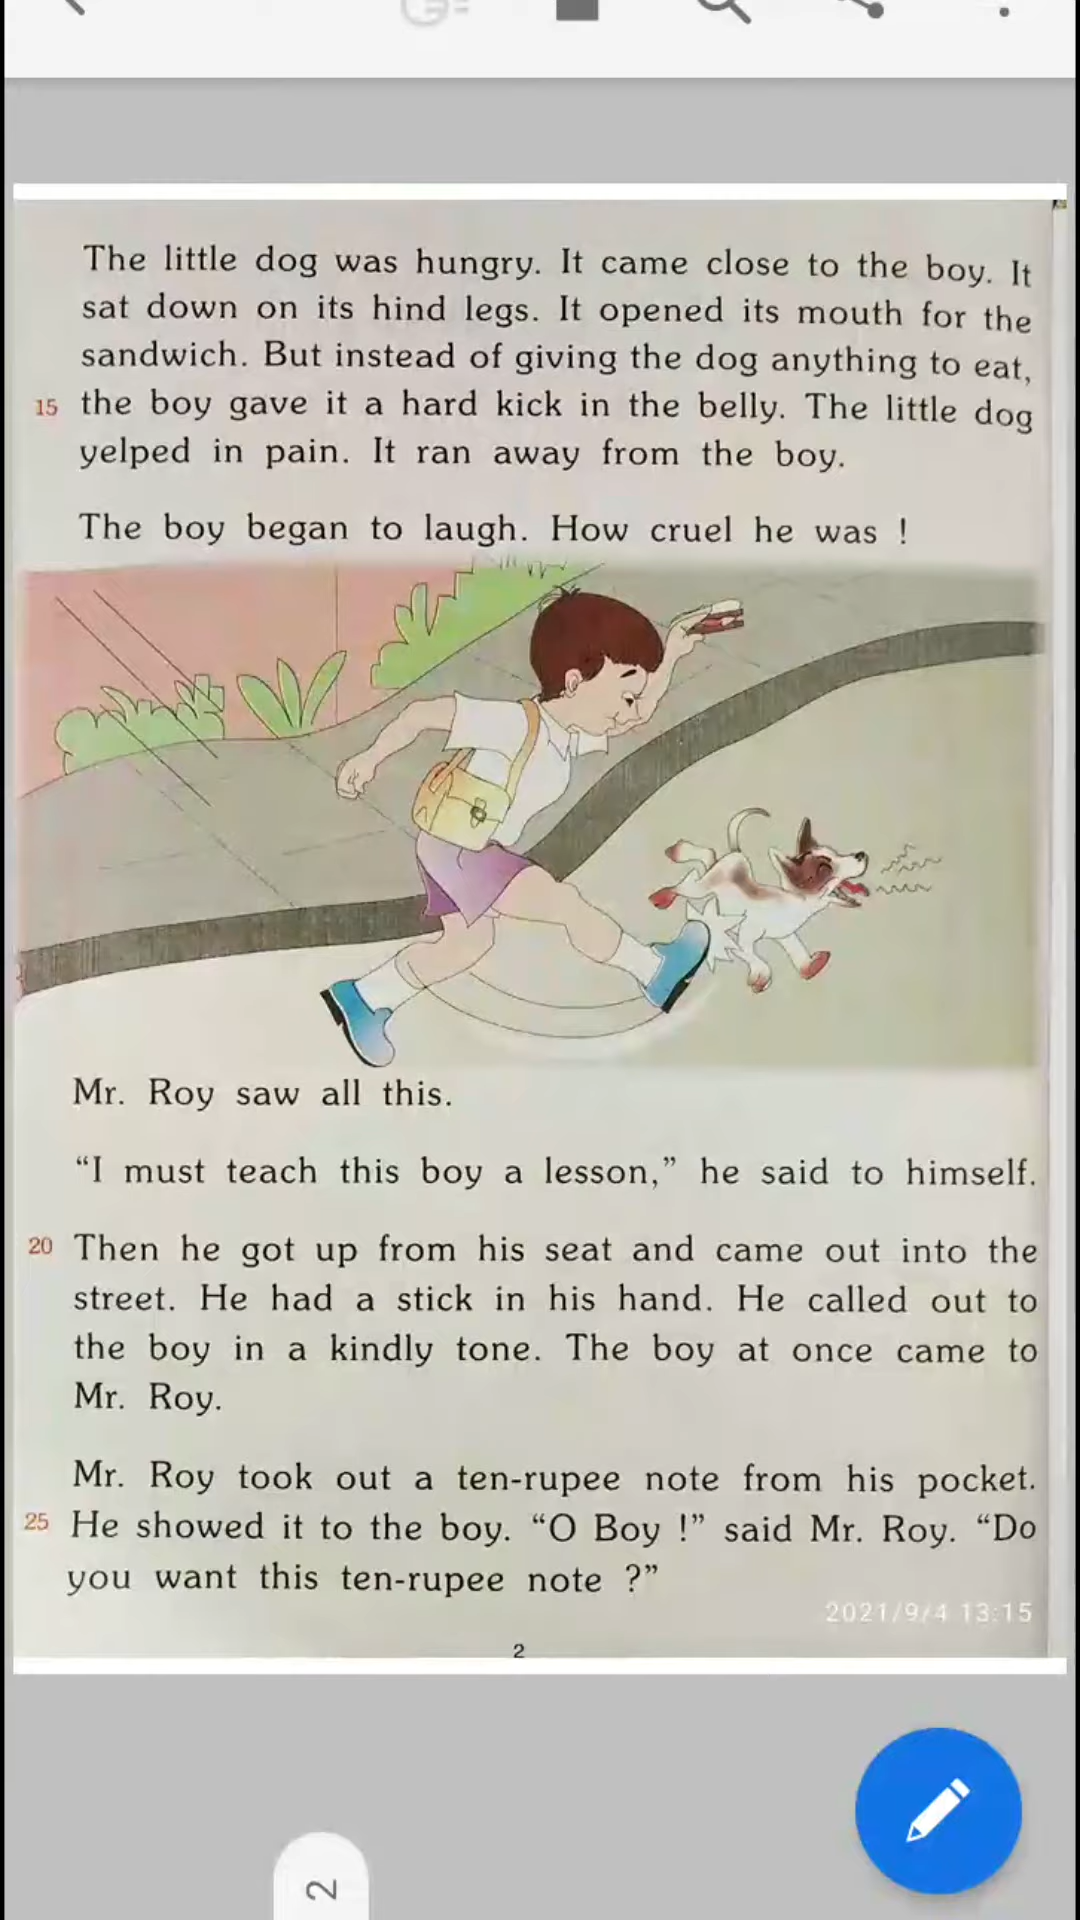 The little dog was hungry. It came close to the boy. It
sat down on its hind legs. It opened its mouth for the
sandwich. But instead of giving the dog anything to eat,
15 the boy gave it a hard kick in the belly. The little dog
yelped in pain. It ran away from the boy.
The boy began to laugh. How cruel he was !
Mr. Roy saw all this.
“I must teach this boy a lesson,” he said to himself.
20 Then he got up from his seat and came out into the
street. He had a stick in his hand. He called out to
the boy in a kindly tone. The boy at once came to
Mr. Roy.
Mr. Roy took out a ten-rupee note from his pocket.
25 He showed it to the boy. “O Boy !” said Mr. Roy. “Do
you want this ten-rupee note ?”
2021/9/4 13:15
2
2